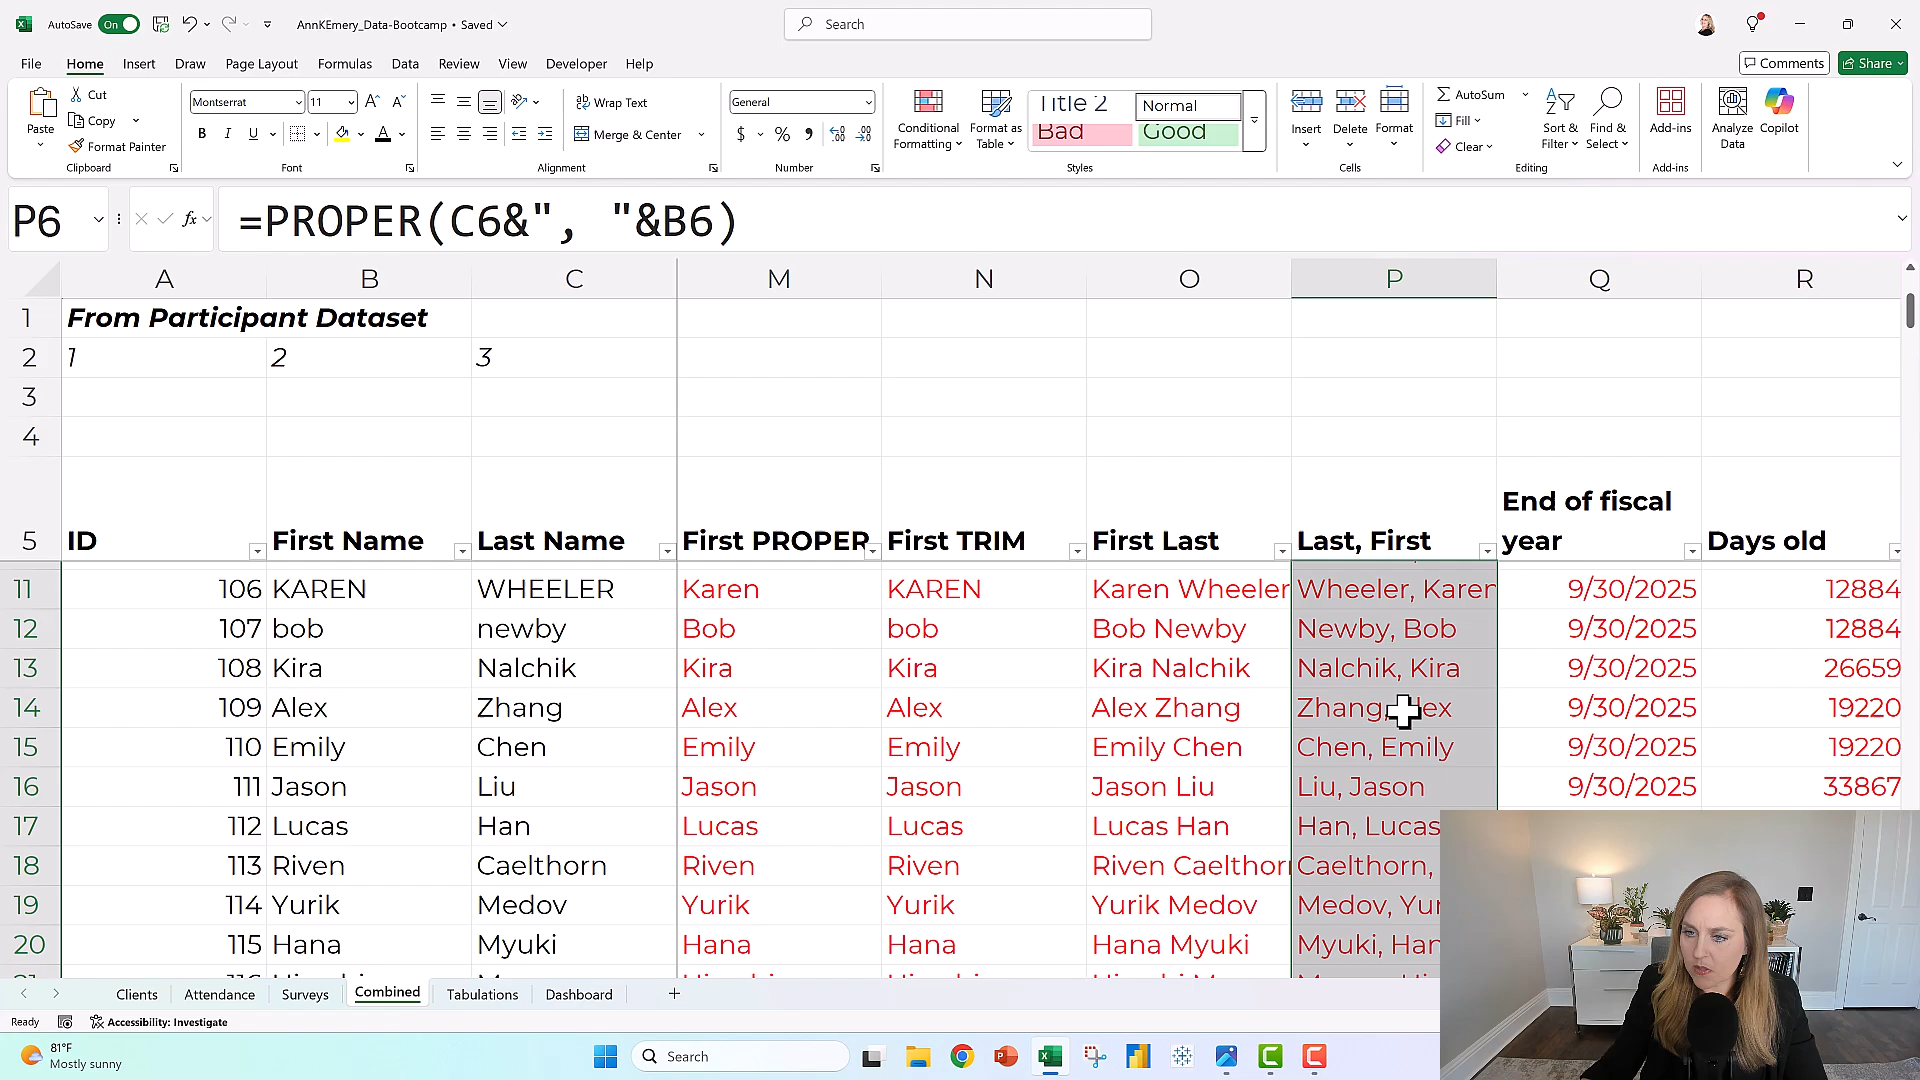 AutoSave On AnnKEmery_Data-Bootcamp • Saved Search
File Home Insert Draw Page Layout Formulas Data Review View Developer Help Comments Share
Paste Cut Copy Format Painter Clipboard
Montserrat 11 B I U A Font
Wrap Text Merge & Center Alignment
General $ % Number
Conditional Formatting Format as Table Title 2 Normal Bad Good Styles
Insert Delete Format Cells
AutoSum Fill Clear Sort & Filter Find & Select Editing
Add-ins Add-ins Analyze Data Copilot
P6 fx =PROPER(C6&", "&B6)
A B C M N O P Q R
1 From Participant Dataset
2 1 2 3
3
4
5 ID First Name Last Name First PROPER First TRIM First Last Last, First End of fiscal year Days old
11 106 KAREN WHEELER Karen KAREN Karen Wheeler Wheeler, Karen 9/30/2025 12884
12 107 bob newby Bob bob Bob Newby Newby, Bob 9/30/2025 12884
13 108 Kira Nalchik Kira Kira Kira Nalchik Nalchik, Kira 9/30/2025 26659
14 109 Alex Zhang Alex Alex Alex Zhang Zhang, ex 9/30/2025 19220
15 110 Emily Chen Emily Emily Emily Chen Chen, Emily 9/30/2025 19220
16 111 Jason Liu Jason Jason Jason Liu Liu, Jason 9/30/2025 33867
17 112 Lucas Han Lucas Lucas Lucas Han Han, Lucas
18 113 Riven Caelthorn Riven Riven Riven Caelthorn Caelthorn,
19 114 Yurik Medov Yurik Yurik Yurik Medov Medov, Yur
20 115 Hana Myuki Hana Hana Hana Myuki Myuki, Han
Clients Attendance Surveys Combined Tabulations Dashboard
Ready Accessibility: Investigate
81°F
Mostly sunny
Search